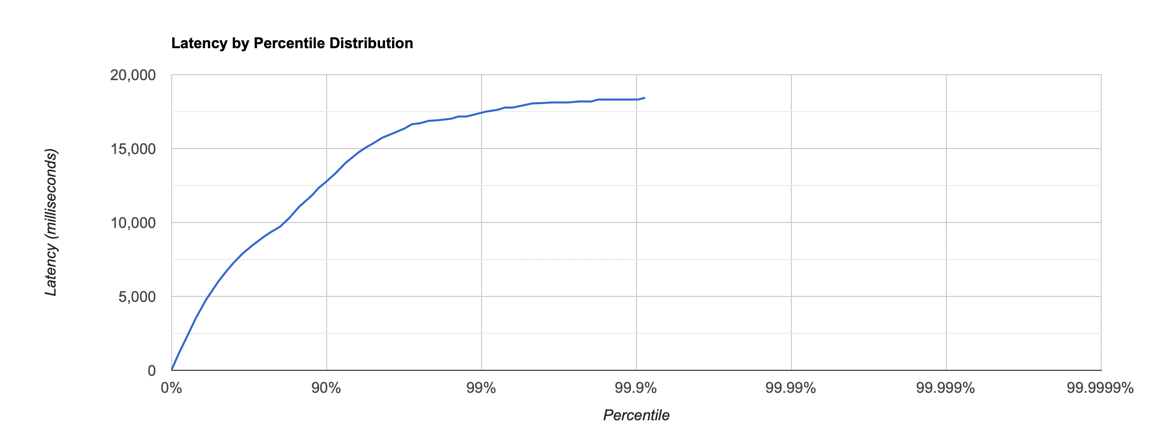 Latency by Percentile Distribution
20,000
15,000
10,000
5,000
0
Latency (milliseconds)
0% 90% 99% 99.9% 99.99% 99.999% 99.9999%
Percentile